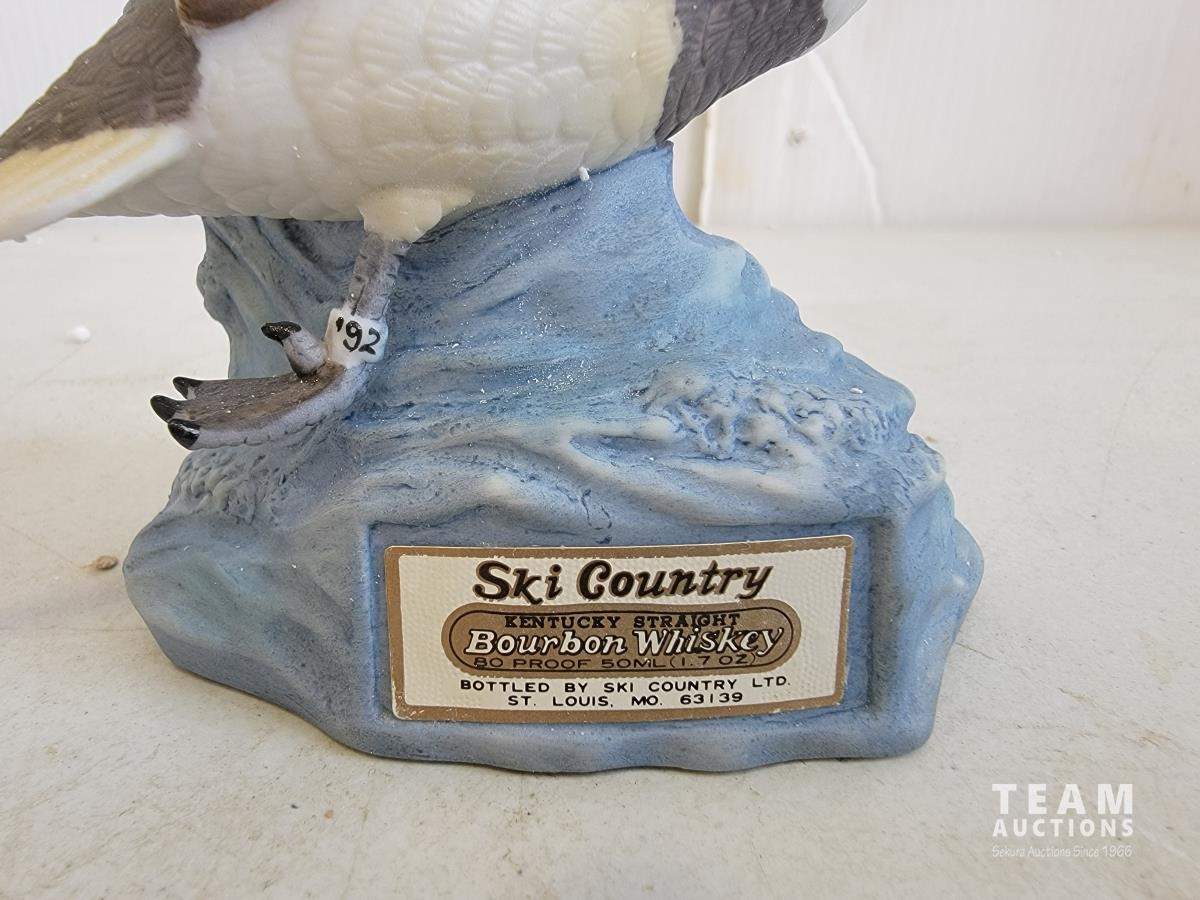 '92
Ski Country
KENTUCKY STRAIGHT
Bourbon Whiskey
80 PROOF 50ML (1.7 OZ)
BOTTLED BY SKI COUNTRY LTD.
ST. LOUIS, MO. 63139
TEAM
AUCTIONS
Sekura Auctions Since 1966